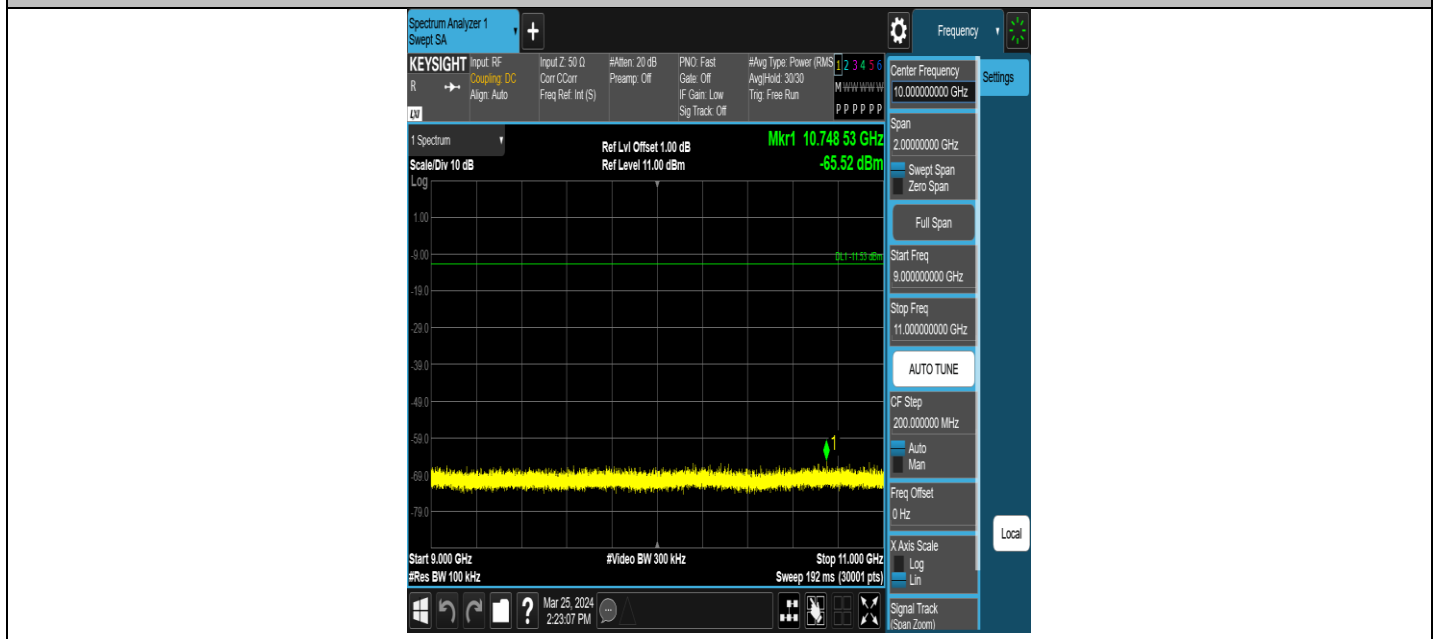 Spectrum Analyzer 1
Swept SA
+
Frequency
KEYSIGHT
R
LXI
Input: RF
Coupling: DC
Align: Auto
Input Z: 50 Ω
Corr CCorr
Freq Ref: Int (S)
#Atten: 20 dB
Preamp: Off
PNO: Fast
Gate: Off
IF Gain: Low
Sig Track: Off
#Avg Type: Power (RMS
Avg|Hold: 30/30
Trig: Free Run
1 2 3 4 5 6
M W W W W W
P P P P P P
1 Spectrum
Scale/Div 10 dB
Log
Ref Lvl Offset 1.00 dB
Ref Level 11.00 dBm
Mkr1 10.748 53 GHz
-65.52 dBm
1.00
-9.00
DL1 -11.53 dBm
-19.0
-29.0
-39.0
-49.0
-59.0
1
-69.0
-79.0
Start 9.000 GHz
#Video BW 300 kHz
Stop 11.000 GHz
#Res BW 100 kHz
Sweep 192 ms (30001 pts)
?
Mar 25, 2024
2:23:07 PM
Center Frequency
10.000000000 GHz
Settings
Span
2.00000000 GHz
Swept Span
Zero Span
Full Span
Start Freq
9.000000000 GHz
Stop Freq
11.000000000 GHz
AUTO TUNE
CF Step
200.000000 MHz
Auto
Man
Freq Offset
0 Hz
X Axis Scale
Log
Lin
Signal Track
(Span Zoom)
Local